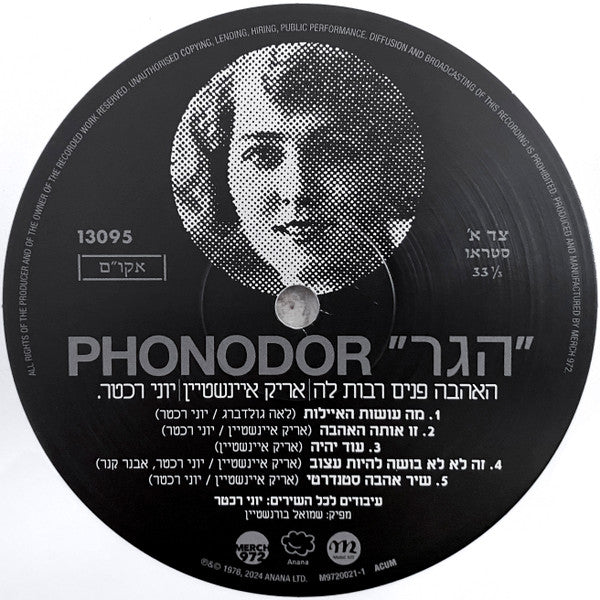 ALL RIGHTS OF THE PRODUCER AND OF THE OWNER OF THE RECORDED WORK RESERVED. UNAUTHORISED COPYING, LENDING, HIRING, PUBLIC PERFORMANCE, DIFFUSION AND BROADCASTING OF THIS RECORDING IS PROHIBITED. PRODUCED AND MANUFACTURED BY MERCH 972.
13095
אקו"ם
צד א'
סטראו
33 1/3
PHONODOR "הגר"
האהבה פנים רבות לה|אריק איינשטיין|יוני רכטר.
1. מה עושות האיילות (לאה גולדברג / יוני רכטר)
2. זו אותה האהבה (אריק איינשטיין / יוני רכטר)
3. עוד יהיה (אריק איינשטיין)
4. זה לא לא בושה להיות עצוב (אריק איינשטיין / יוני רכטר, אבנר קנר)
5. שיר אהבה סטנדרטי (אריק איינשטיין / יוני רכטר)
עיבודים לכל השירים: יוני רכטר
מפיק: שמואל בורנשטיין
MERCH 972
Anana
Music 972
℗&© 1978, 2024 ANANA LTD. M9720021-1 ACUM